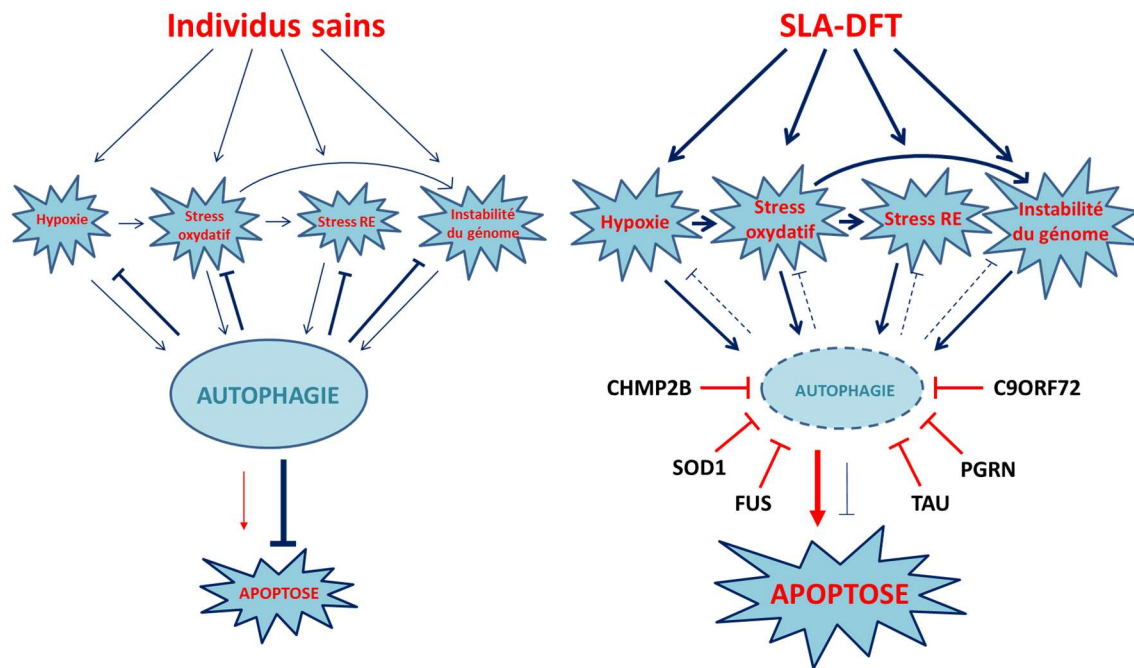 Individus sains
Hypoxie
Stress
oxydatif
Stress RE
Instabilité
du génome
AUTOPHAGIE
APOPTOSE
SLA-DFT
Hypoxie
Stress
oxydatif
Stress RE
Instabilité
du génome
CHMP2B
AUTOPHAGIE
C9ORF72
SOD1
PGRN
FUS
TAU
APOPTOSE